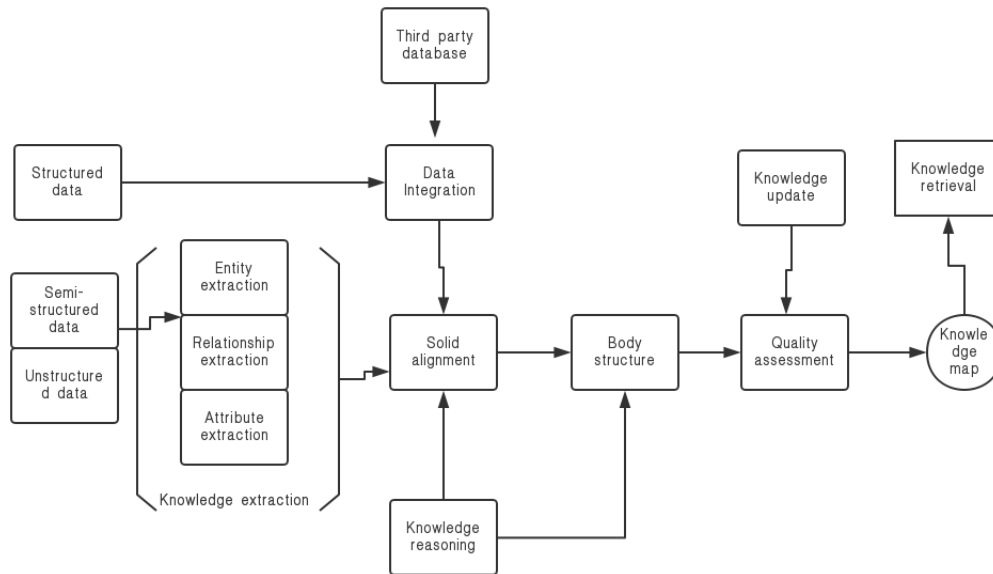 Third party
database
Structured
data
Data
Integration
Knowledge
update
Knowledge
retrieval
Semi-
structured
data
Unstructure
d data
Entity
extraction
Relationship
extraction
Attribute
extraction
Knowledge extraction
Solid
alignment
Body
structure
Quality
assessment
Knowle
dge
map
Knowledge
reasoning